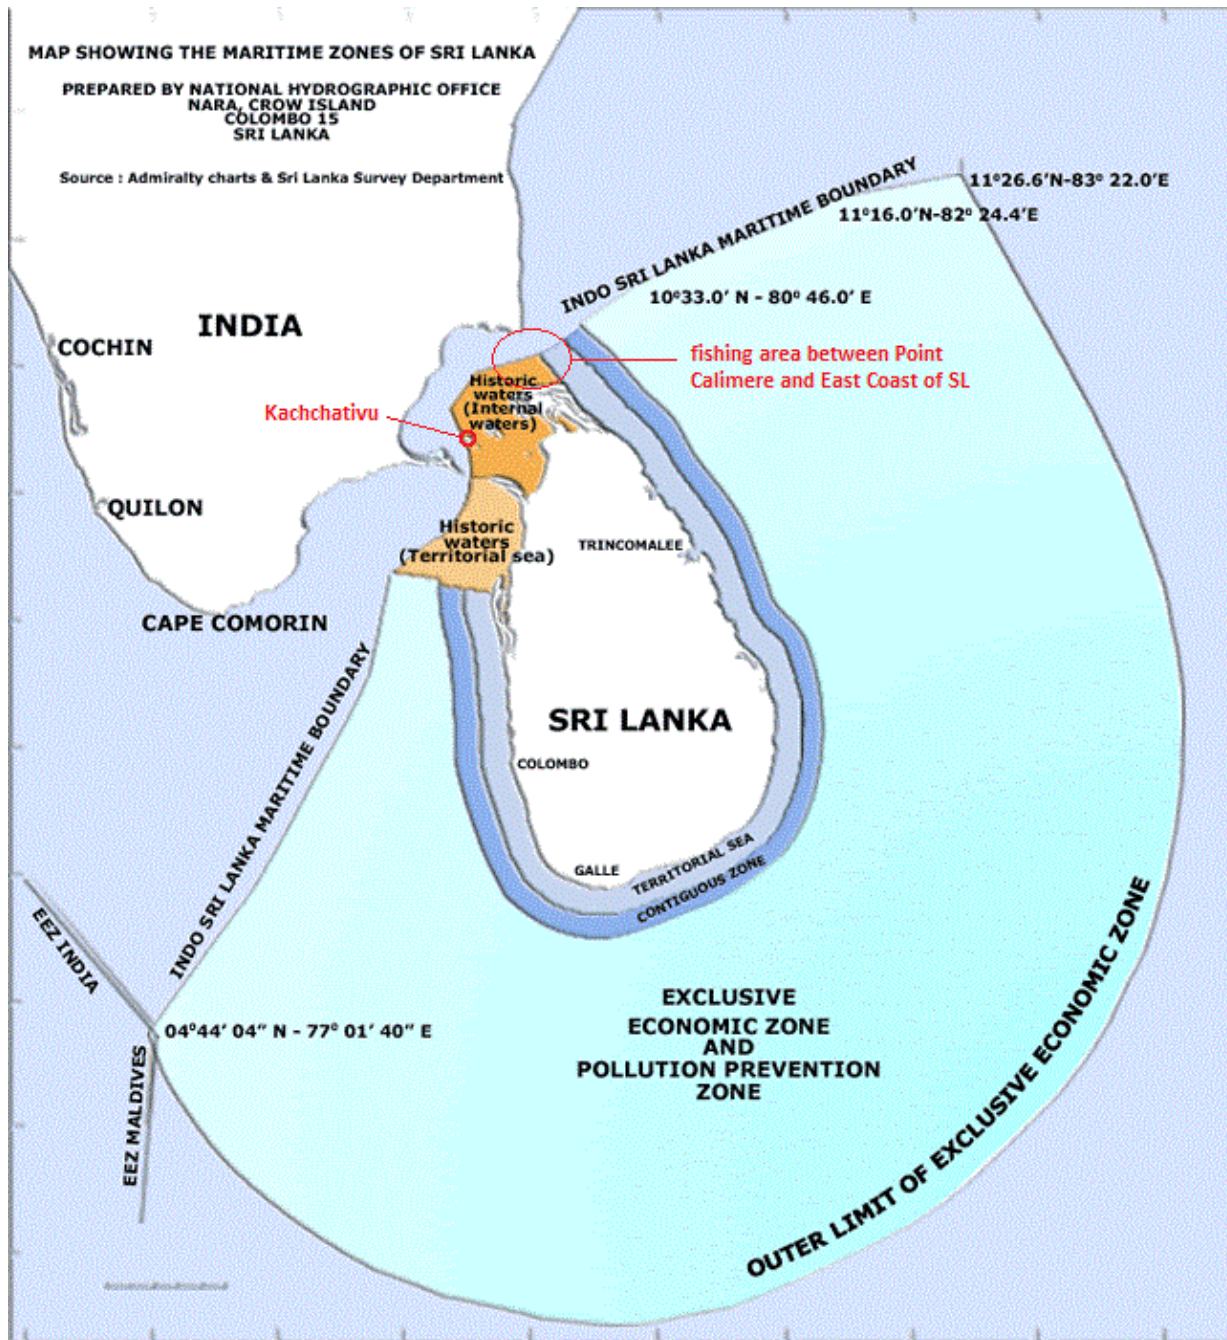 MAP SHOWING THE MARITIME ZONES OF SRI LANKA
PREPARED BY NATIONAL HYDROGRAPHIC OFFICE
NARA, CROW ISLAND
COLOMBO 15
SRI LANKA
Source : Admiralty charts & Sri Lanka Survey Department
11°26.6'N-83° 22.0'E
11°16.0'N-82° 24.4'E
INDO SRI LANKA MARITIME BOUNDARY
10°33.0' N - 80° 46.0' E
INDIA
COCHIN
fishing area between Point
Calimere and East Coast of SL
Historic
waters
(Internal
waters)
Kachchativu
QUILON
Historic
waters
(Territorial sea)
TRINCOMALEE
CAPE COMORIN
SRI LANKA
INDO SRI LANKA MARITIME BOUNDARY
COLOMBO
GALLE
TERRITORIAL SEA
CONTIGUOUS ZONE
EEZ INDIA
EXCLUSIVE
ECONOMIC ZONE
AND
POLLUTION PREVENTION
ZONE
04°44' 04" N - 77° 01' 40" E
EEZ MALDIVES
OUTER LIMIT OF EXCLUSIVE ECONOMIC ZONE